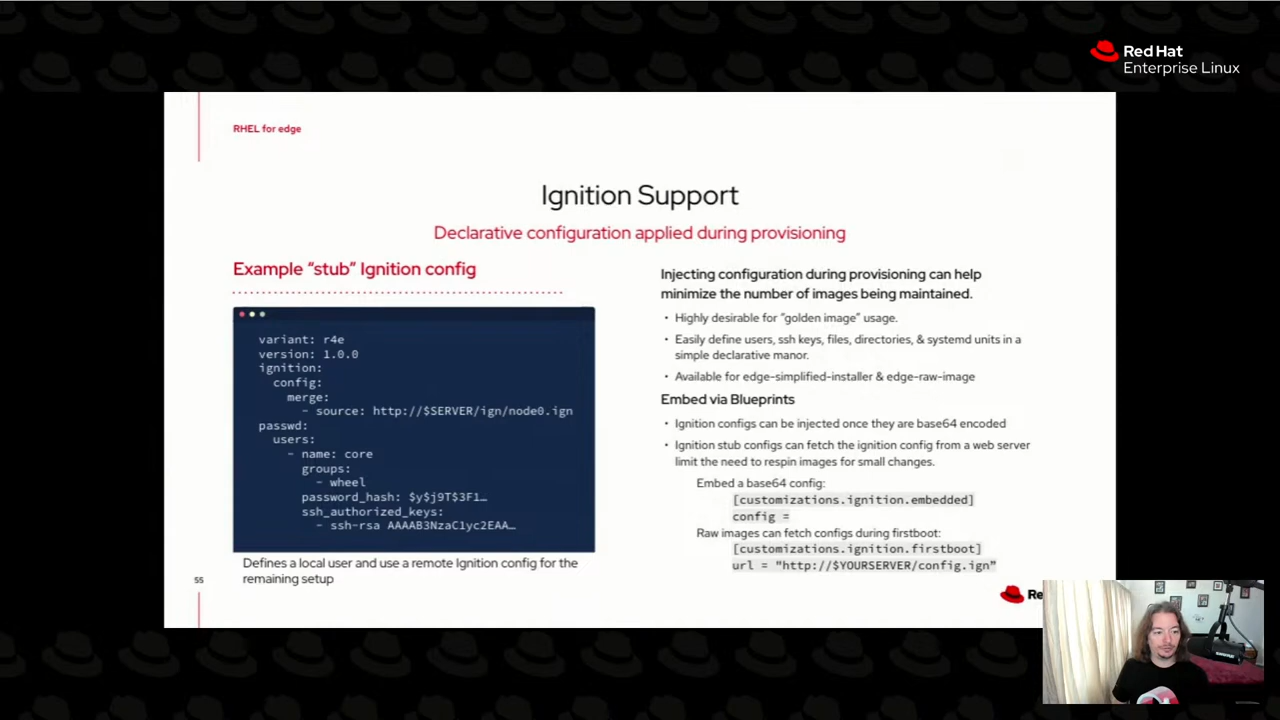 Red Hat
Enterprise Linux
RHEL for edge
Ignition Support
Declarative configuration applied during provisioning
Example “stub” Ignition config
variant: r4e
version: 1.0.0
ignition:
config:
merge:
- source: http://$SERVER/ign/node0.ign
passwd:
users:
- name: core
groups:
- wheel
password_hash: $y$j9T$3F1…
ssh_authorized_keys:
- ssh-rsa AAAAB3NzaC1yc2EAA…
Defines a local user and use a remote Ignition config for the
remaining setup
55
Injecting configuration during provisioning can help
minimize the number of images being maintained.
• Highly desirable for “golden image” usage.
• Easily define users, ssh keys, files, directories, & systemd units in a
simple declarative manor.
• Available for edge-simplified-installer & edge-raw-image
Embed via Blueprints
• Ignition configs can be injected once they are base64 encoded
• Ignition stub configs can fetch the ignition config from a web server
limit the need to respin images for small changes.
Embed a base64 config:
[customizations.ignition.embedded]
config =
Raw images can fetch configs during firstboot:
[customizations.ignition.firstboot]
url = "http://$YOURSERVER/config.ign”
Re